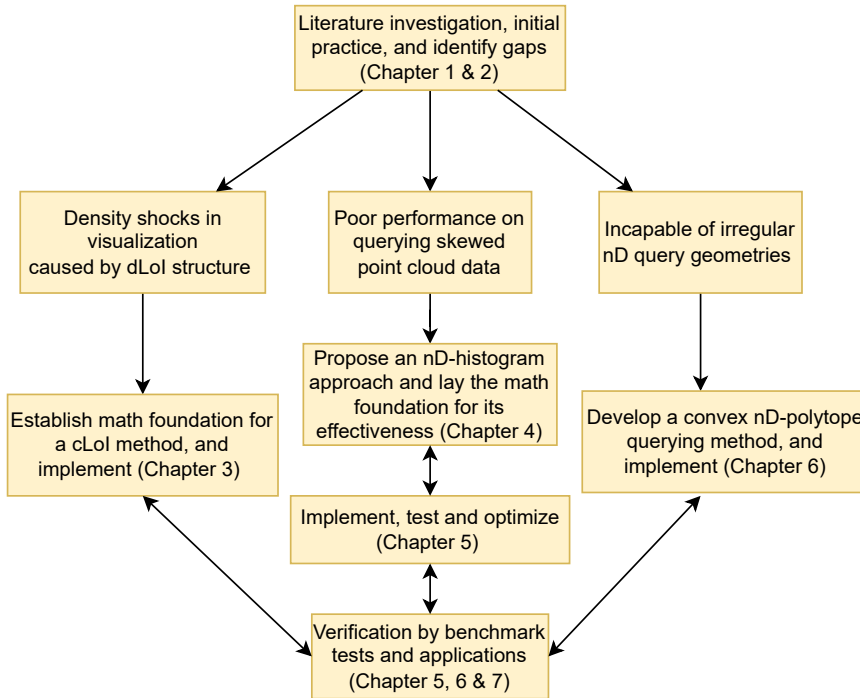 Literature investigation, initial
practice, and identify gaps
(Chapter 1 & 2)
Density shocks in
visualization
caused by dLoI structure
Poor performance on
querying skewed
point cloud data
Incapable of irregular
nD query geometries
Establish math foundation for
a cLoI method, and
implement (Chapter 3)
Propose an nD-histogram
approach and lay the math
foundation for its
effectiveness (Chapter 4)
Develop a convex nD-polytope
querying method, and
implement (Chapter 6)
Implement, test and optimize
(Chapter 5)
Verification by benchmark
tests and applications
(Chapter 5, 6 & 7)